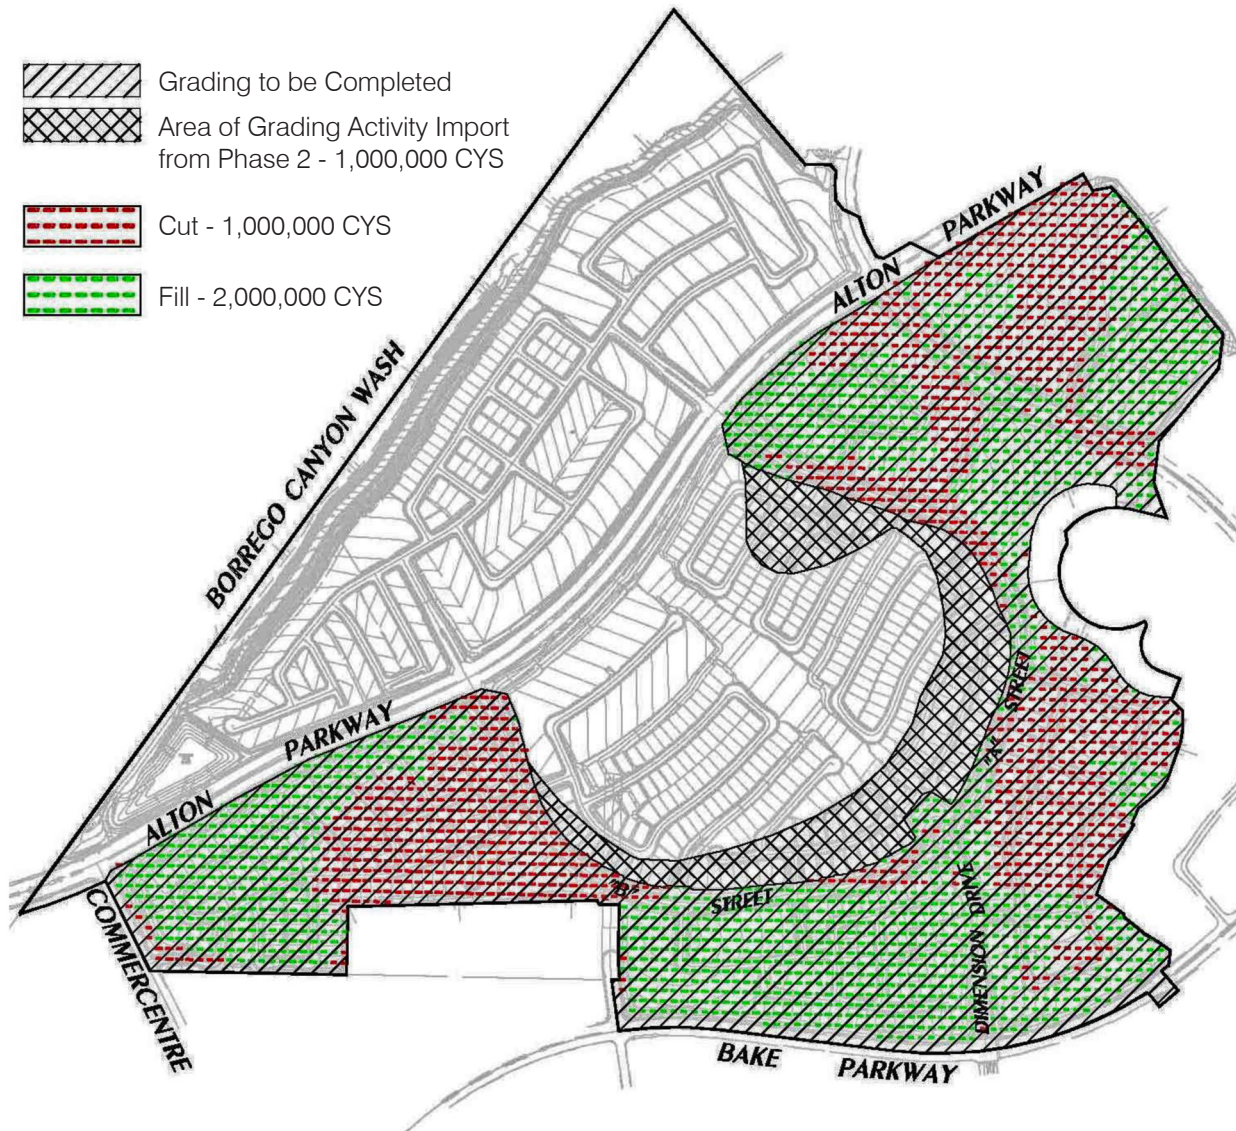 Grading to be Completed
Area of Grading Activity Import
from Phase 2 - 1,000,000 CYS
Cut - 1,000,000 CYS
Fill - 2,000,000 CYS
BORREGO CANYON WASH
ALTON
PARKWAY
ALTON
PARKWAY
"A"
STREET
"B"
STREET
DIMENSION DRIVE
COMMERCENTRE
BAKE
PARKWAY